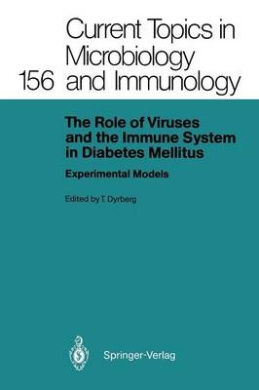 Current Topics in
Microbiology
156 and Immunology
The Role of Viruses
and the Immune System
in Diabetes Mellitus
Experimental Models
Edited by T. Dyrberg
Springer-Verlag